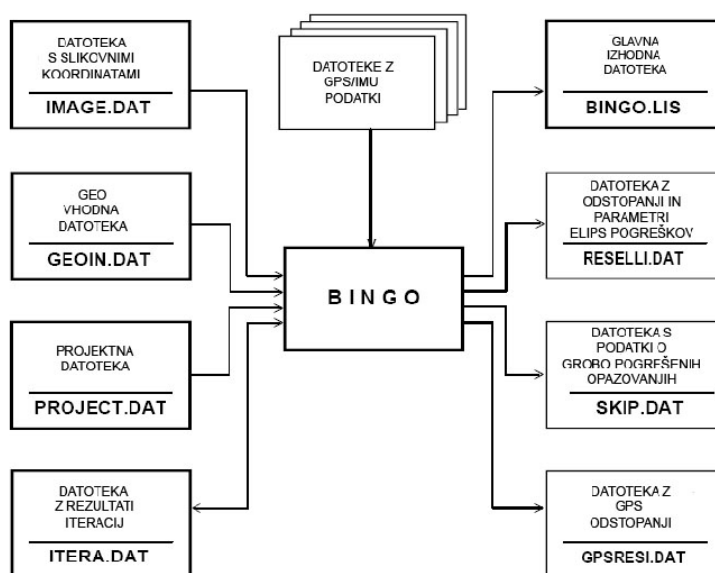 DATOTEKA
S SLIKOVNIMI
KOORDINATAMI
IMAGE.DAT
DATOTEKE Z
GPS/IMU
PODATKI
GLAVNA
IZHODNA
DATOTEKA
BINGO.LIS
GEO
VHODNA
DATOTEKA
GEOIN.DAT
DATOTEKA Z
ODSTOPANJI IN
PARAMETRI
ELIPS POGREŠKOV
RESELLI.DAT
BINGO
PROJEKTNA
DATOTEKA
PROJECT.DAT
DATOTEKA S
PODATKI O
GROBO POGREŠENIH
OPAZOVANJIH
SKIP.DAT
DATOTEKA
Z REZULTATI
ITERACIJ
ITERA.DAT
DATOTEKA Z
GPS
ODSTOPANJI
GPSRESI.DAT